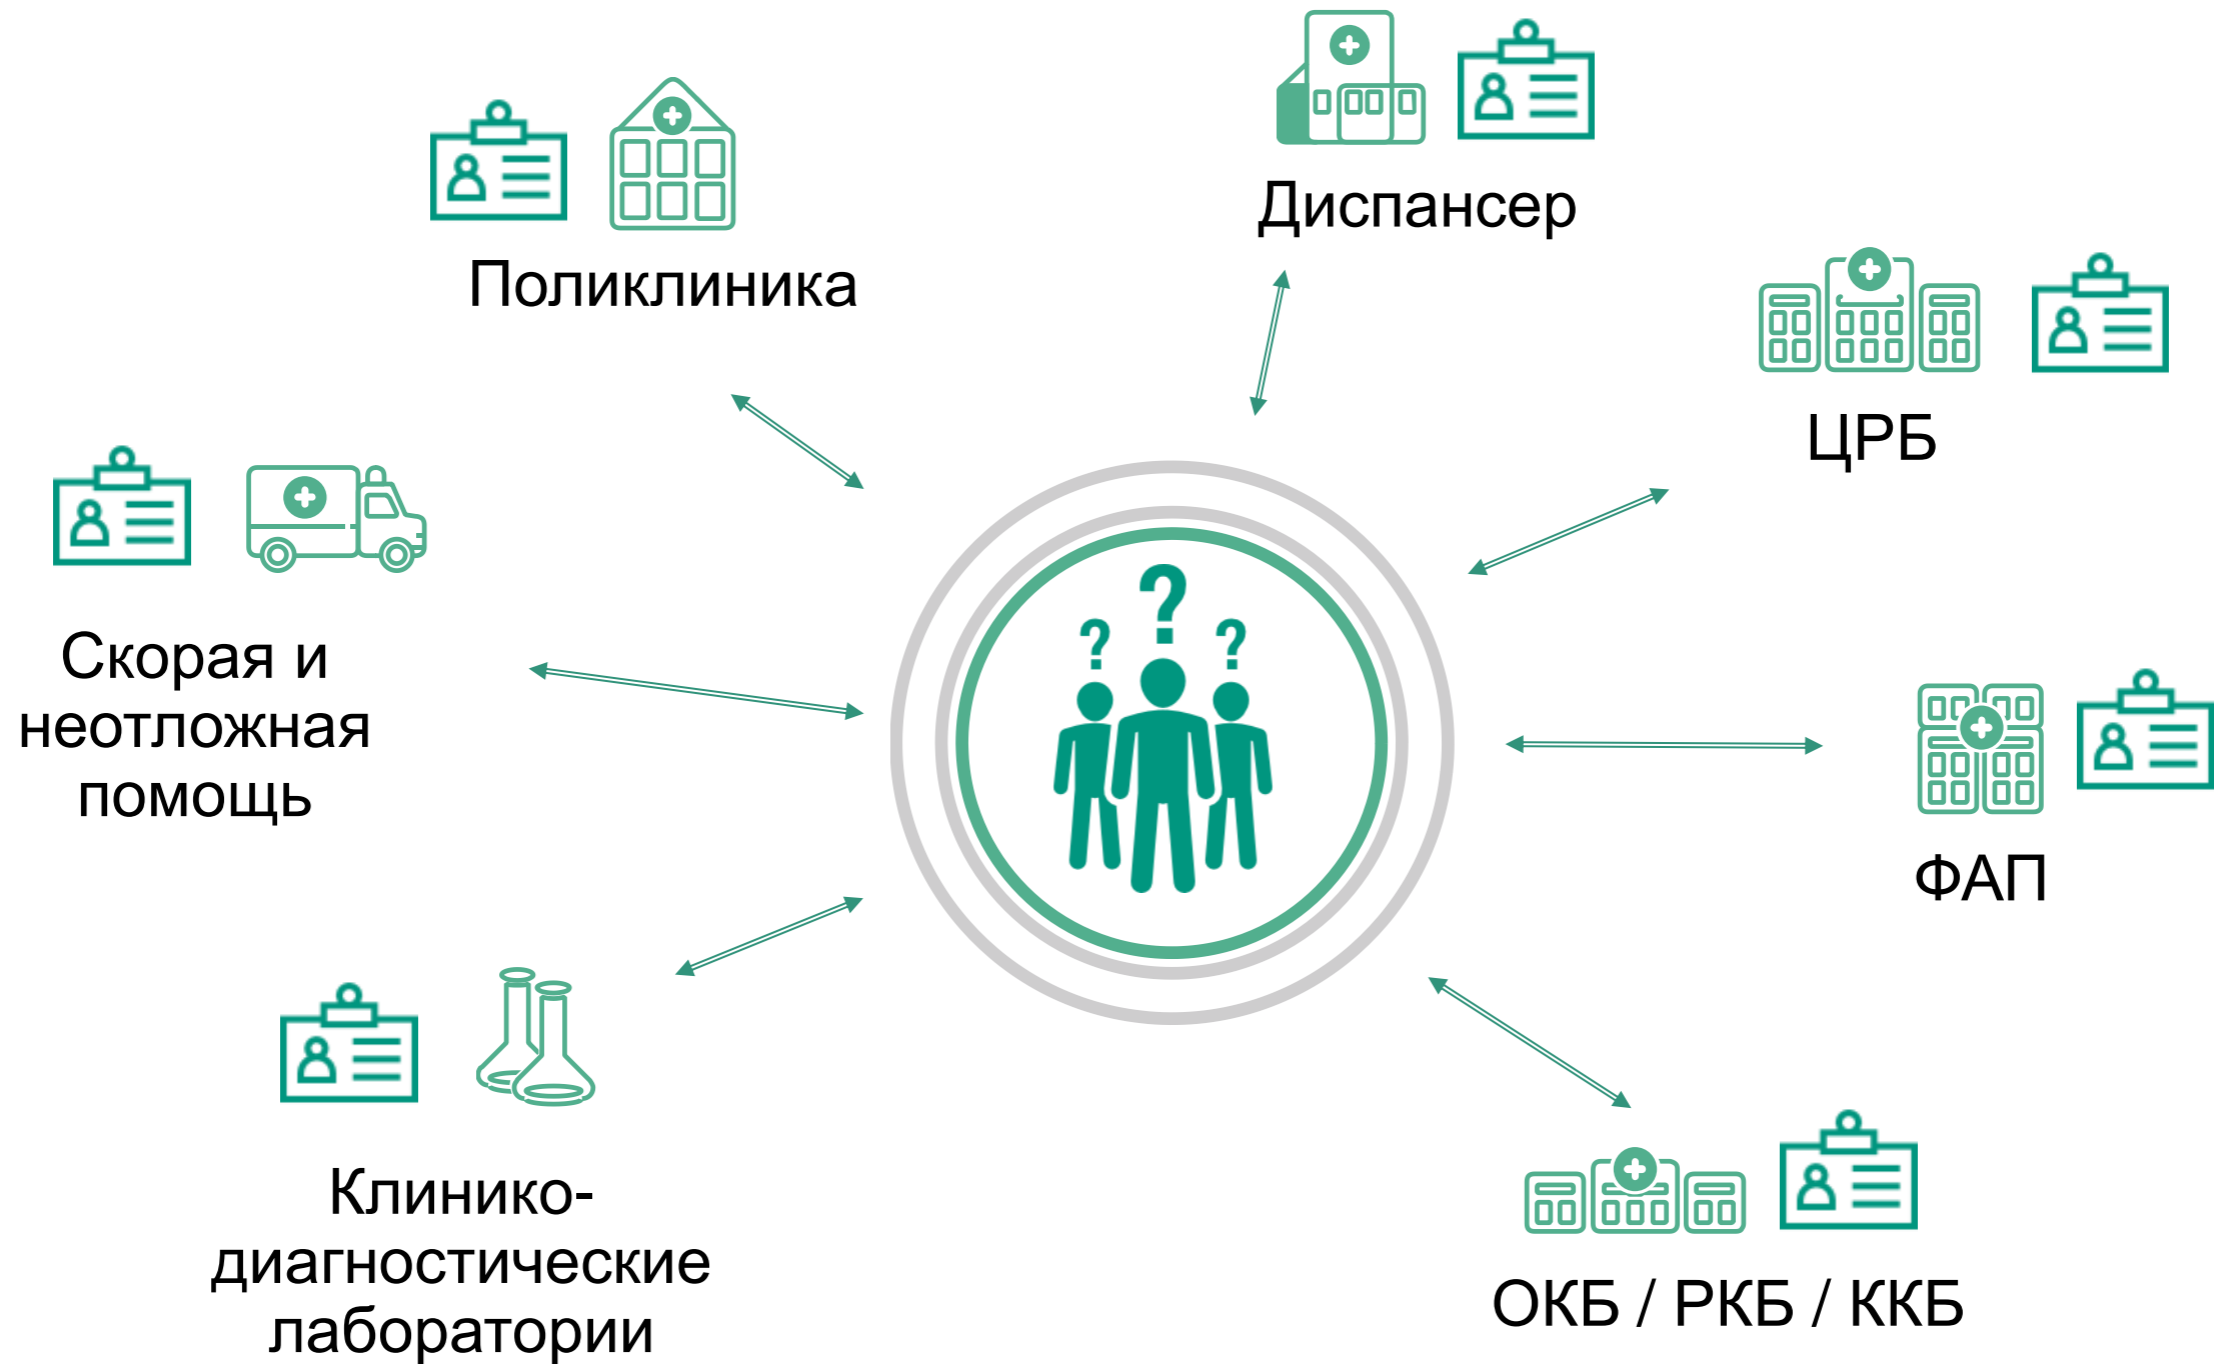 Диспансер
Поликлиника
ЦРБ
? ? ?
Скорая и
неотложная
помощь
ФАП
Клинико-
диагностические
лаборатории
ОКБ / РКБ / ККБ